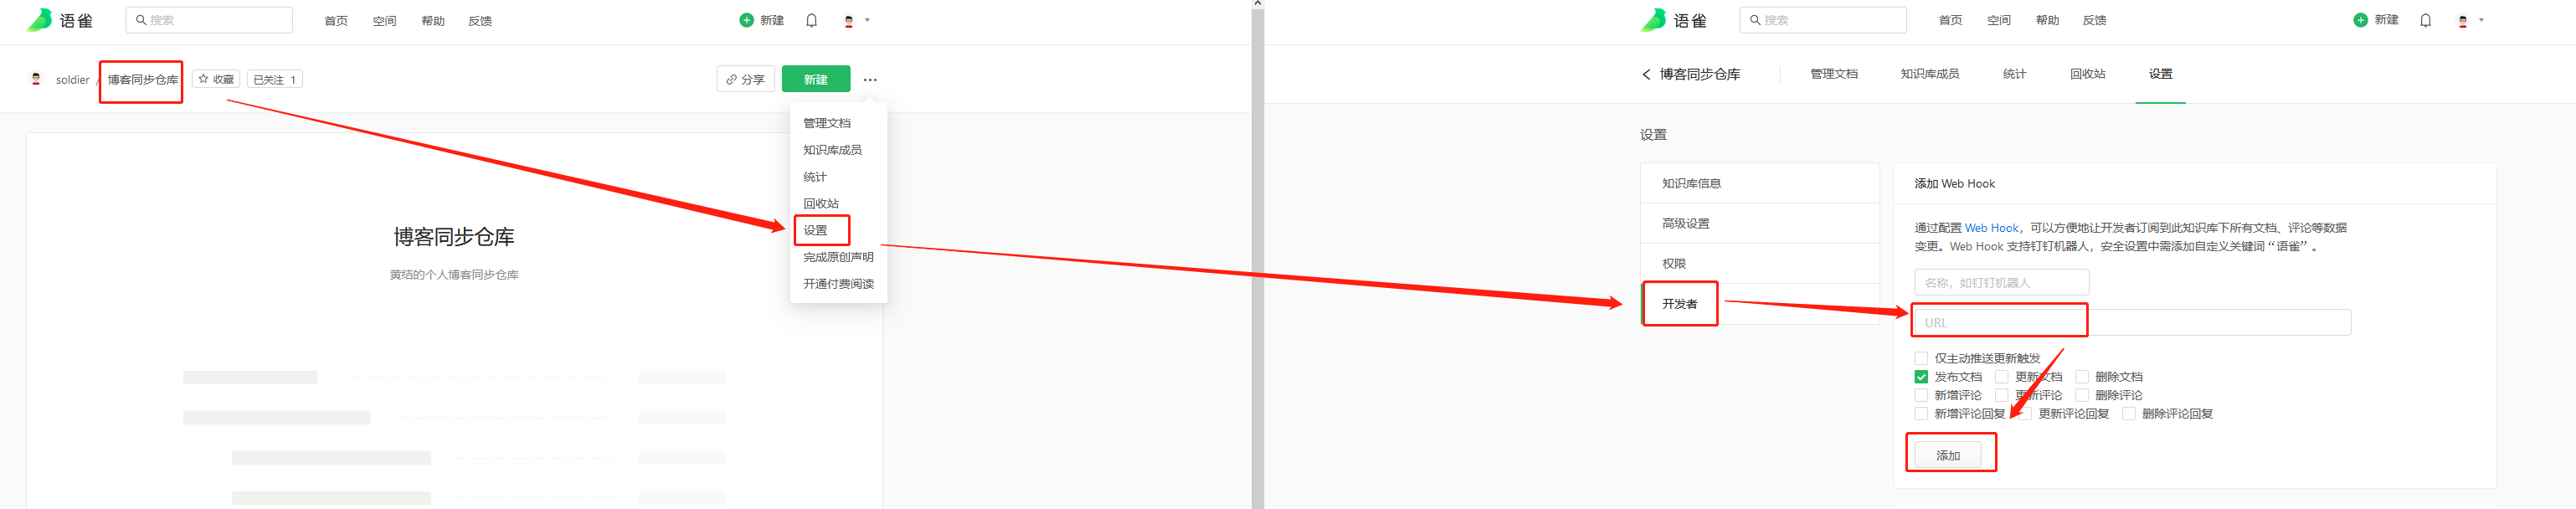 语雀
搜索
首页 空间 帮助 反馈
新建
soldier / 博客同步仓库
收藏
已关注 1
分享
新建
管理文档
知识库成员
统计
回收站
设置
完成原创声明
开通付费阅读
博客同步仓库
黄结的个人博客同步仓库
语雀
搜索
首页 空间 帮助 反馈
新建
博客同步仓库
管理文档 知识库成员 统计 回收站 设置
设置
知识库信息
高级设置
权限
开发者
添加 Web Hook
通过配置 Web Hook，可以方便地让开发者订阅到此知识库下所有文档、评论等数据
变更。Web Hook 支持钉钉机器人，安全设置中需添加自定义关键词“语雀”。
名称，如钉钉机器人
URL
仅主动推送更新触发
发布文档 更新文档 删除文档
新增评论 更新评论 删除评论
新增评论回复 更新评论回复 删除评论回复
添加